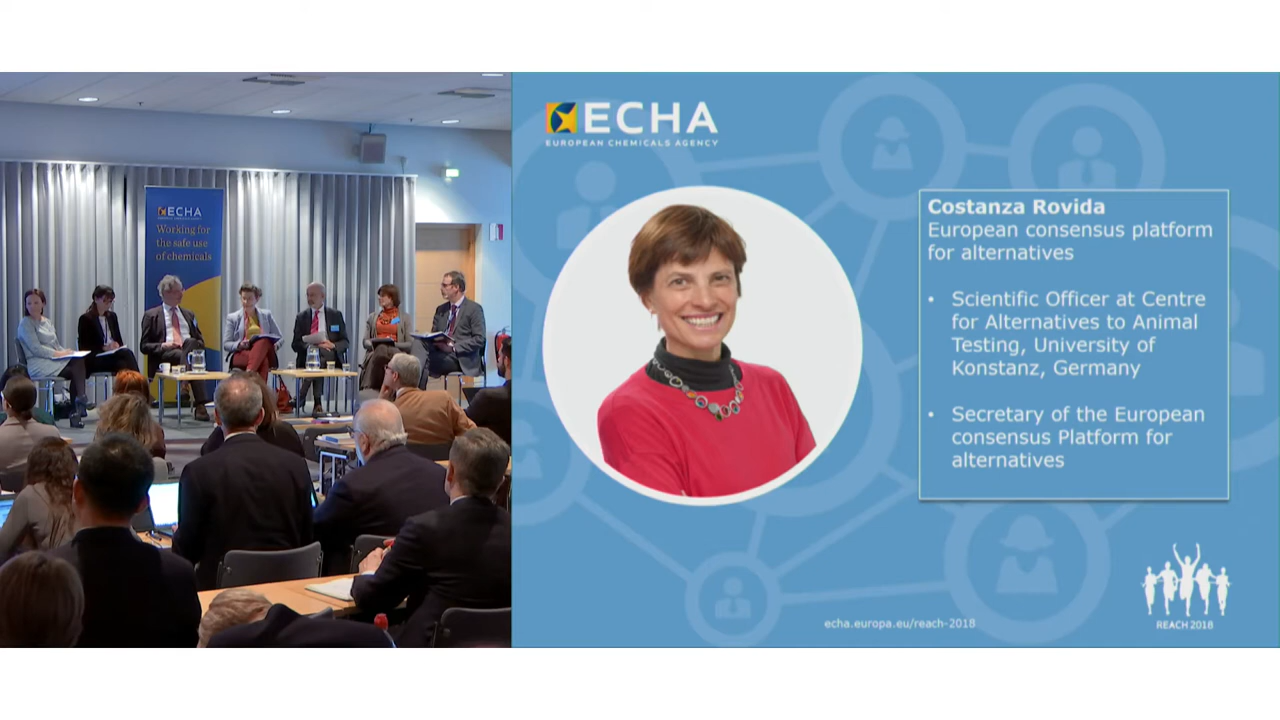 ECHA
Working for
the safe use
of chemicals
ECHA
EUROPEAN CHEMICALS AGENCY
Costanza Rovida
European consensus platform
for alternatives
• Scientific Officer at Centre
for Alternatives to Animal
Testing, University of
Konstanz, Germany
• Secretary of the European
consensus Platform for
alternatives
echa.europa.eu/reach-2018
REACH 2018